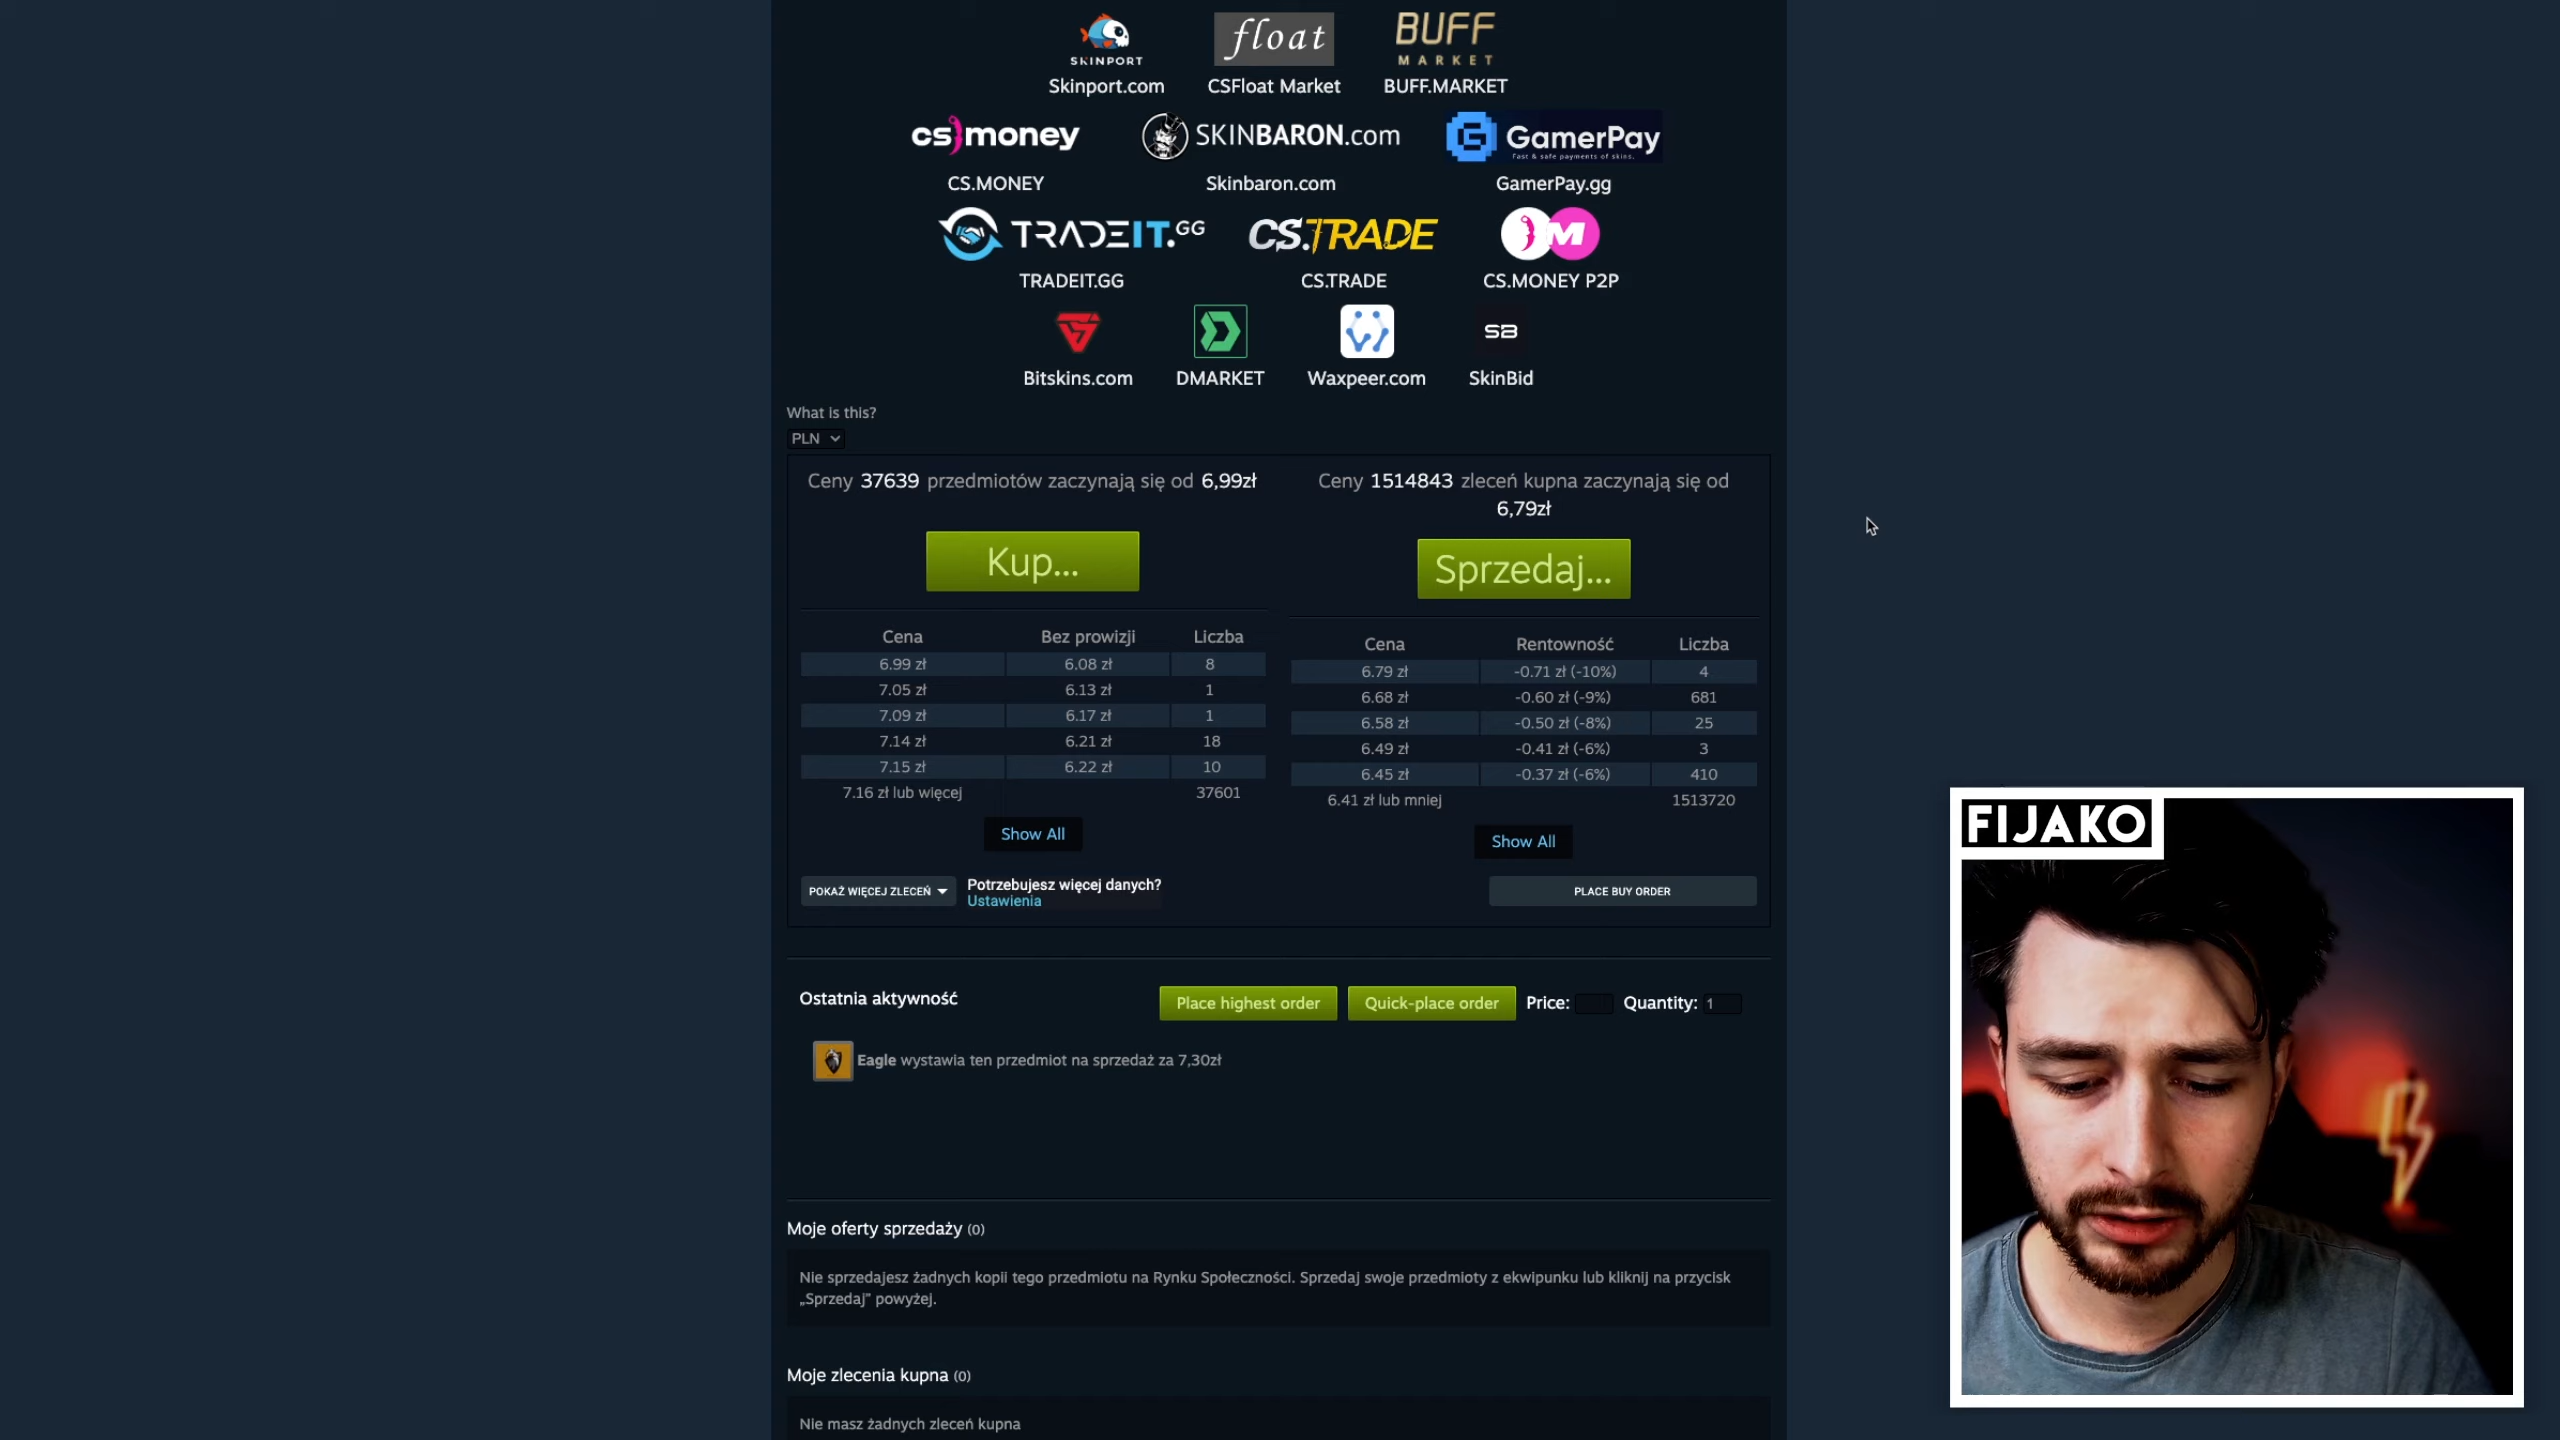 SKINPORT
float
BUFF
MARKET
Skinport.com
CSFloat Market
BUFF.MARKET
cs money
SKINBARON.com
GamerPay
Fast & safe payments of skins.
CS.MONEY
Skinbaron.com
GamerPay.gg
TRADEIT.GG
CS.TRADE
M
TRADEIT.GG
CS.TRADE
CS.MONEY P2P
SB
Bitskins.com
DMARKET
Waxpeer.com
SkinBid
What is this?
PLN
Ceny 37639 przedmiotów zaczynają się od 6,99zł
Kup...
Cena Bez prowizji Liczba
6.99 zł 6.08 zł 8
7.05 zł 6.13 zł 1
7.09 zł 6.17 zł 1
7.14 zł 6.21 zł 18
7.15 zł 6.22 zł 10
7.16 zł lub więcej 37601
Show All
POKAŻ WIĘCEJ ZLECEŃ
Potrzebujesz więcej danych?
Ustawienia
Ceny 1514843 zleceń kupna zaczynają się od
6,79zł
Sprzedaj...
Cena Rentowność Liczba
6.79 zł -0.71 zł (-10%) 4
6.68 zł -0.60 zł (-9%) 681
6.58 zł -0.50 zł (-8%) 25
6.49 zł -0.41 zł (-6%) 3
6.45 zł -0.37 zł (-6%) 410
6.41 zł lub mniej 1513720
Show All
PLACE BUY ORDER
Ostatnia aktywność
Place highest order
Quick-place order
Price:
Quantity: 1
Eagle wystawia ten przedmiot na sprzedaż za 7,30zł
Moje oferty sprzedaży (0)
Nie sprzedajesz żadnych kopii tego przedmiotu na Rynku Społeczności. Sprzedaj swoje przedmioty z ekwipunku lub kliknij na przycisk
„Sprzedaj” powyżej.
Moje zlecenia kupna (0)
Nie masz żadnych zleceń kupna
FIJAKO